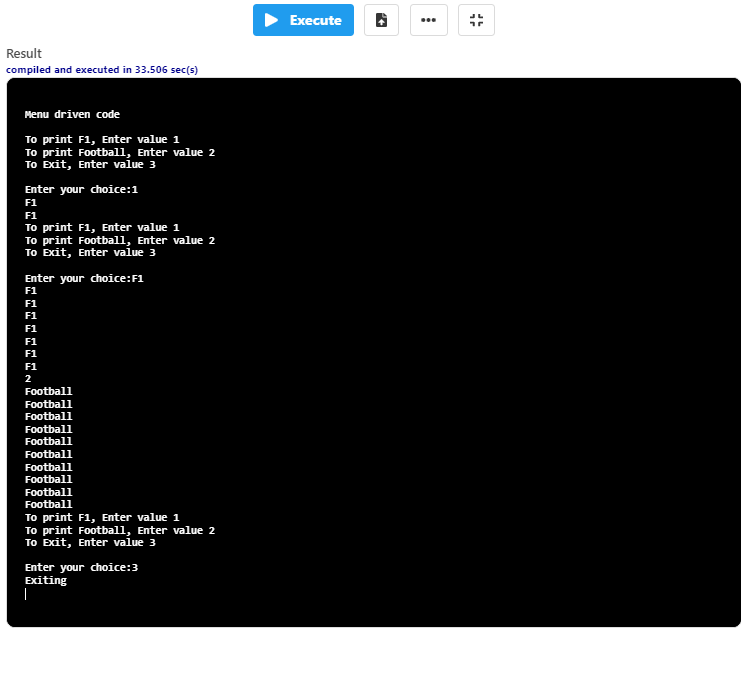 Execute
Result
compiled and executed in 33.506 sec(s)
Menu driven code
To print F1, Enter value 1
To print Football, Enter value 2
To Exit, Enter value 3
Enter your choice:1
F1
F1
To print F1, Enter value 1
To print Football, Enter value 2
To Exit, Enter value 3
Enter your choice:F1
F1
F1
F1
F1
F1
F1
F1
2
Football
Football
Football
Football
Football
Football
Football
Football
Football
Football
To print F1, Enter value 1
To print Football, Enter value 2
To Exit, Enter value 3
Enter your choice:3
Exiting